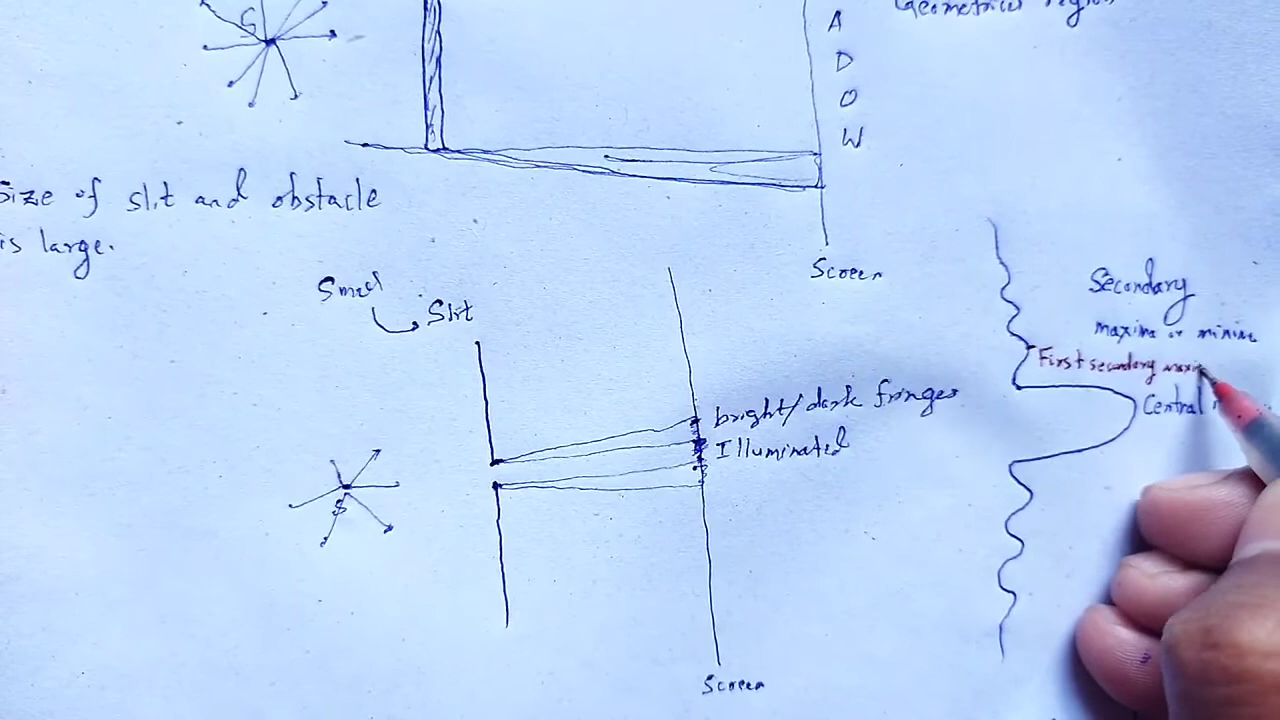 S
Geometrical region
A
D
O
W
Size of slit and obstacle
is large.
Screen
Small
Slit
Secondary
maxima or minima
First secondary maxi
Central
bright/dark fringes
Illuminated
S
Screen